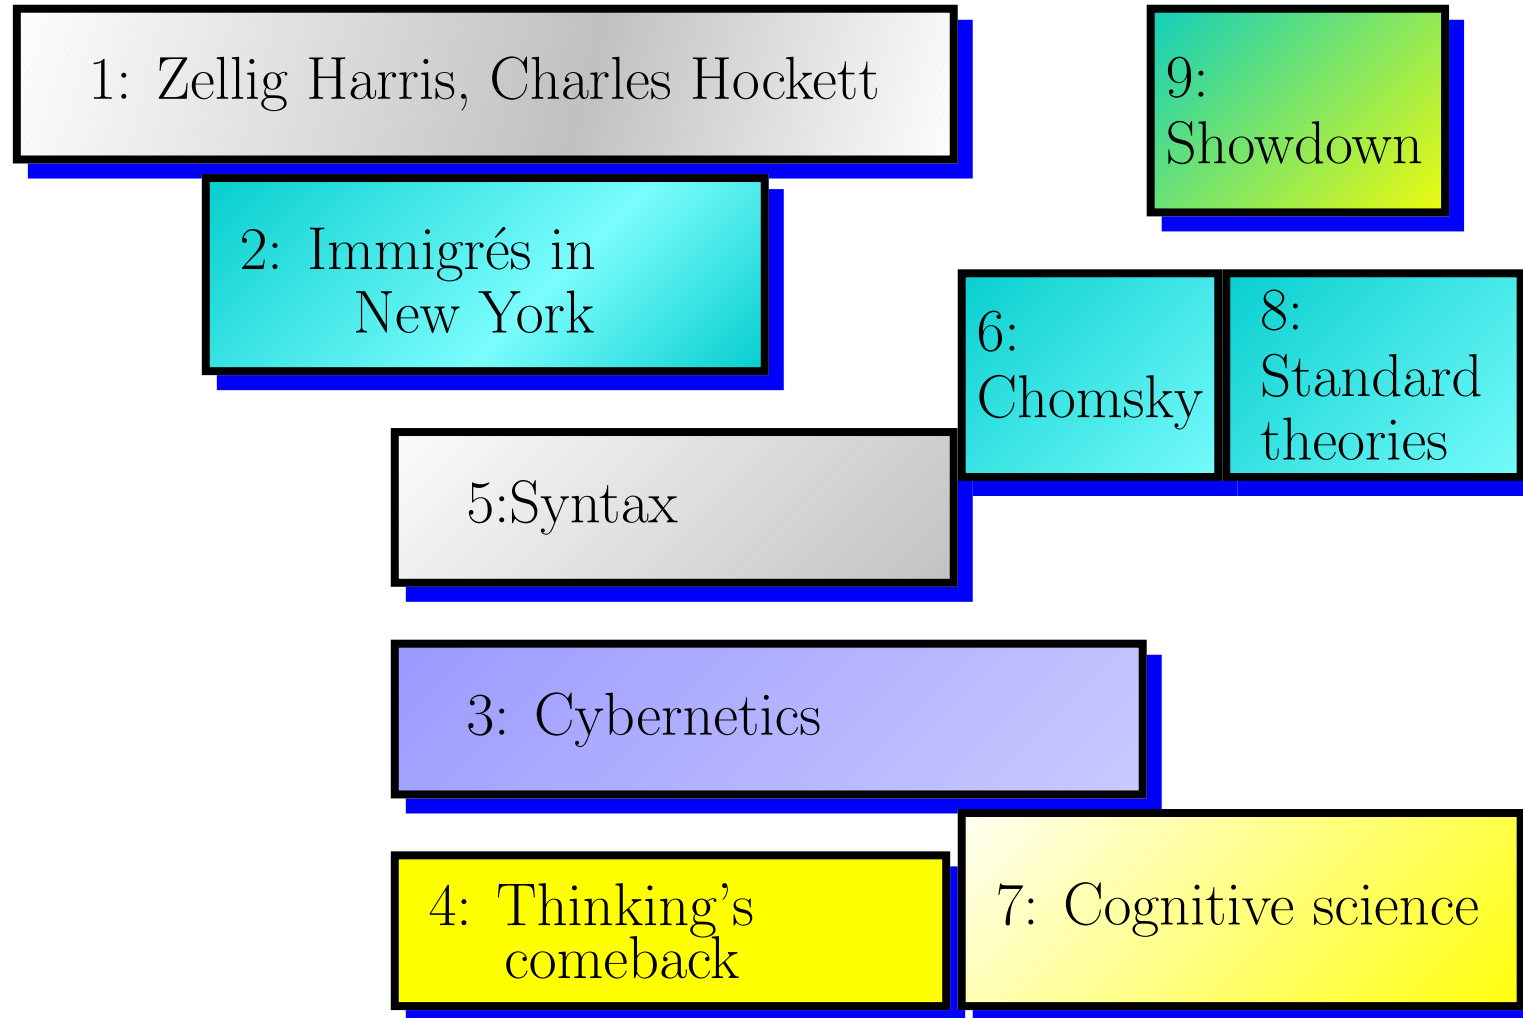 1: Zellig Harris, Charles Hockett
9:
Showdown
2: Immigrés in
New York
6:
Chomsky
8:
Standard
theories
5:Syntax
3: Cybernetics
4: Thinking's
comeback
7: Cognitive science